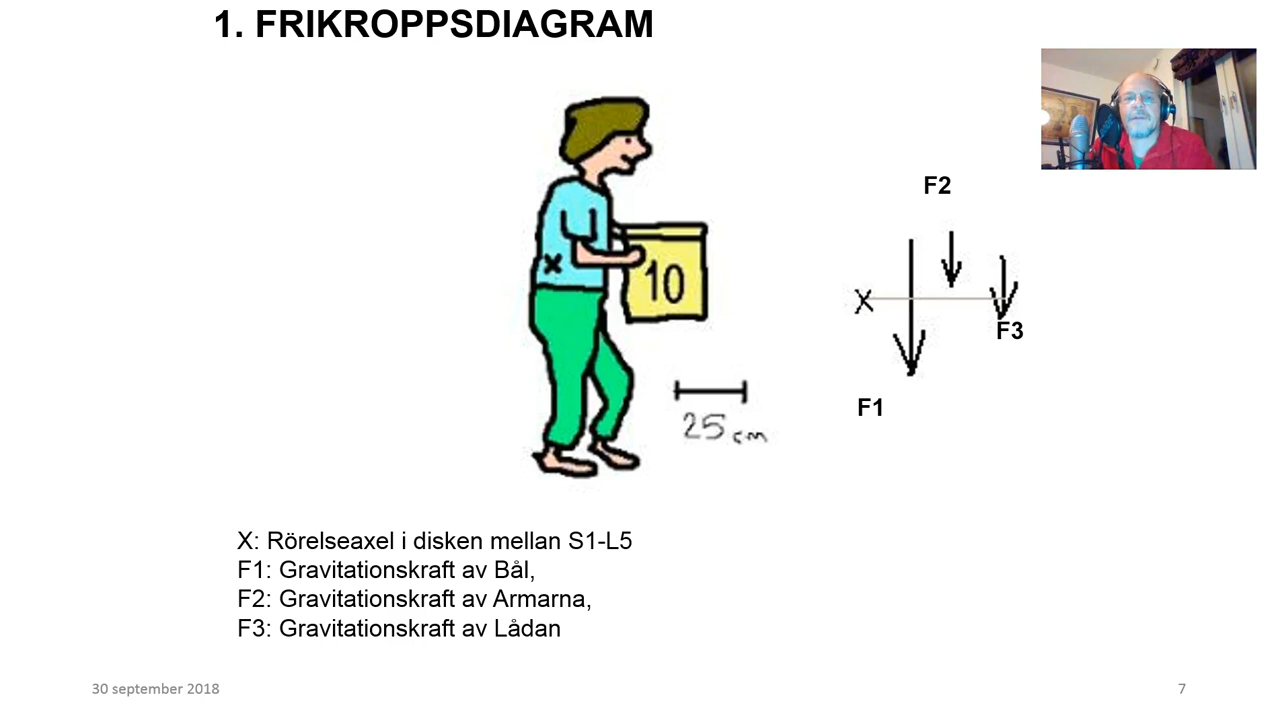 1. FRIKROPPSDIAGRAM
10
25 cm
F2
X
F3
F1
X: Rörelseaxel i disken mellan S1-L5
F1: Gravitationskraft av Bål,
F2: Gravitationskraft av Armarna,
F3: Gravitationskraft av Lådan
30 september 2018
7